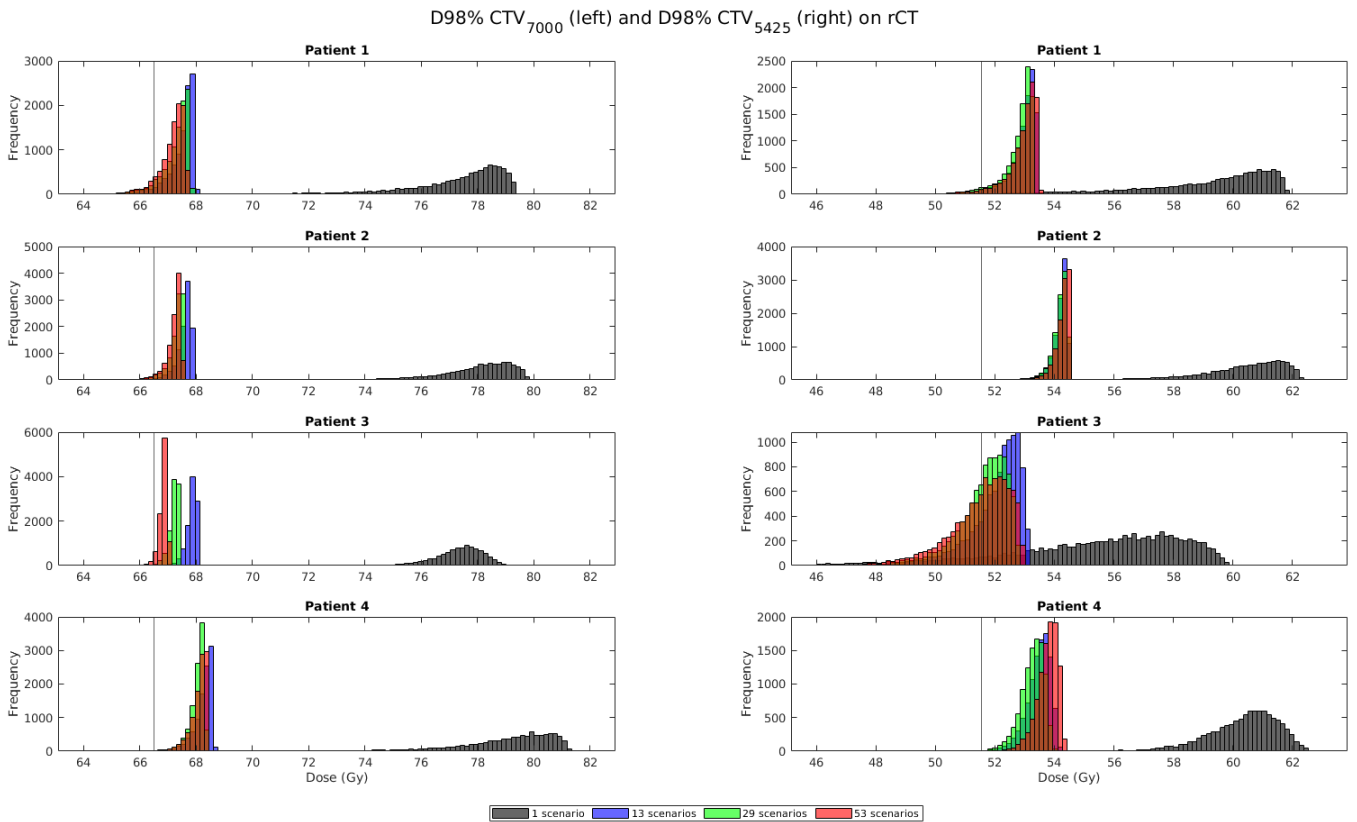 D98% CTV7000 (left) and D98% CTV5425 (right) on rCT
Patient 1
Patient 1
3000
2000
1000
0
Frequency
64 66 68 70 72 74 76 78 80 82
2500
2000
1500
1000
500
0
Frequency
46 48 50 52 54 56 58 60 62
Patient 2
Patient 2
5000
4000
3000
2000
1000
0
Frequency
64 66 68 70 72 74 76 78 80 82
4000
3000
2000
1000
0
Frequency
46 48 50 52 54 56 58 60 62
Patient 3
Patient 3
6000
4000
2000
0
Frequency
64 66 68 70 72 74 76 78 80 82
1000
800
600
400
200
0
Frequency
46 48 50 52 54 56 58 60 62
Patient 4
Patient 4
4000
3000
2000
1000
0
Frequency
64 66 68 70 72 74 76 78 80 82
Dose (Gy)
2000
1500
1000
500
0
Frequency
46 48 50 52 54 56 58 60 62
Dose (Gy)
1 scenario 13 scenarios 29 scenarios 53 scenarios